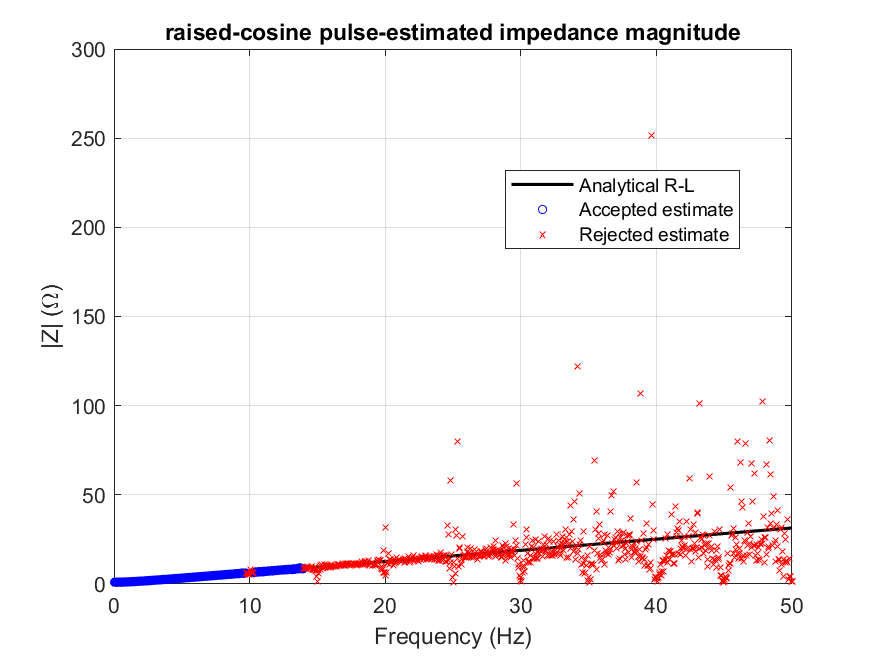 raised-cosine pulse-estimated impedance magnitude
300
250
200
150
100
50
0
|Z| (Ω)
Analytical R-L
Accepted estimate
Rejected estimate
0 10 20 30 40 50
Frequency (Hz)